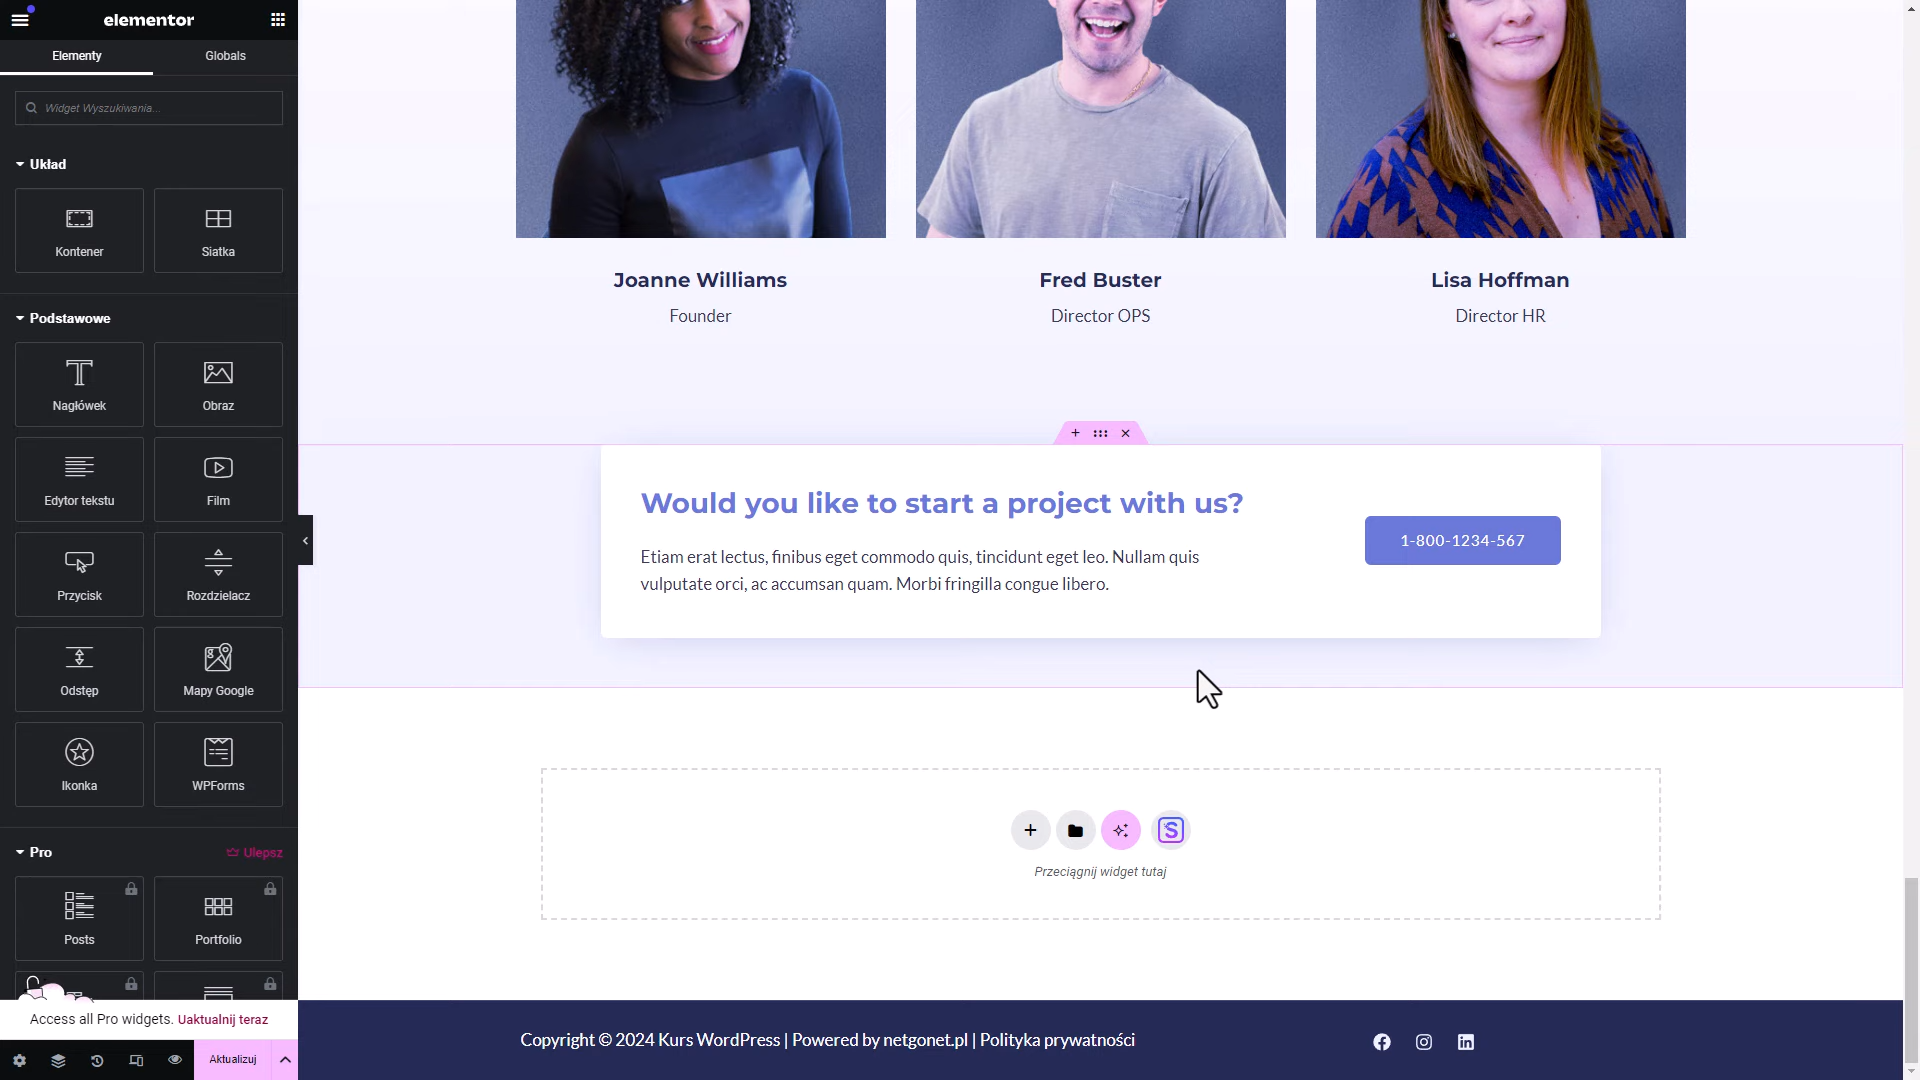 elementor
Elementy
Globals
Widget Wyszukiwania...
Układ
Kontener
Siatka
Podstawowe
Nagłówek
Obraz
Edytor tekstu
Film
Przycisk
Rozdzielacz
Odstęp
Mapy Google
Ikonka
WPForms
Pro
Ulepsz
Posts
Portfolio
Access all Pro widgets. Uaktualnij teraz
Aktualizuj
Joanne Williams
Founder
Fred Buster
Director OPS
Lisa Hoffman
Director HR
Would you like to start a project with us?
Etiam erat lectus, finibus eget commodo quis, tincidunt eget leo. Nullam quis
vulputate orci, ac accumsan quam. Morbi fringilla congue libero.
1-800-1234-567
Przeciągnij widget tutaj
Copyright © 2024 Kurs WordPress | Powered by netgonet.pl | Polityka prywatności